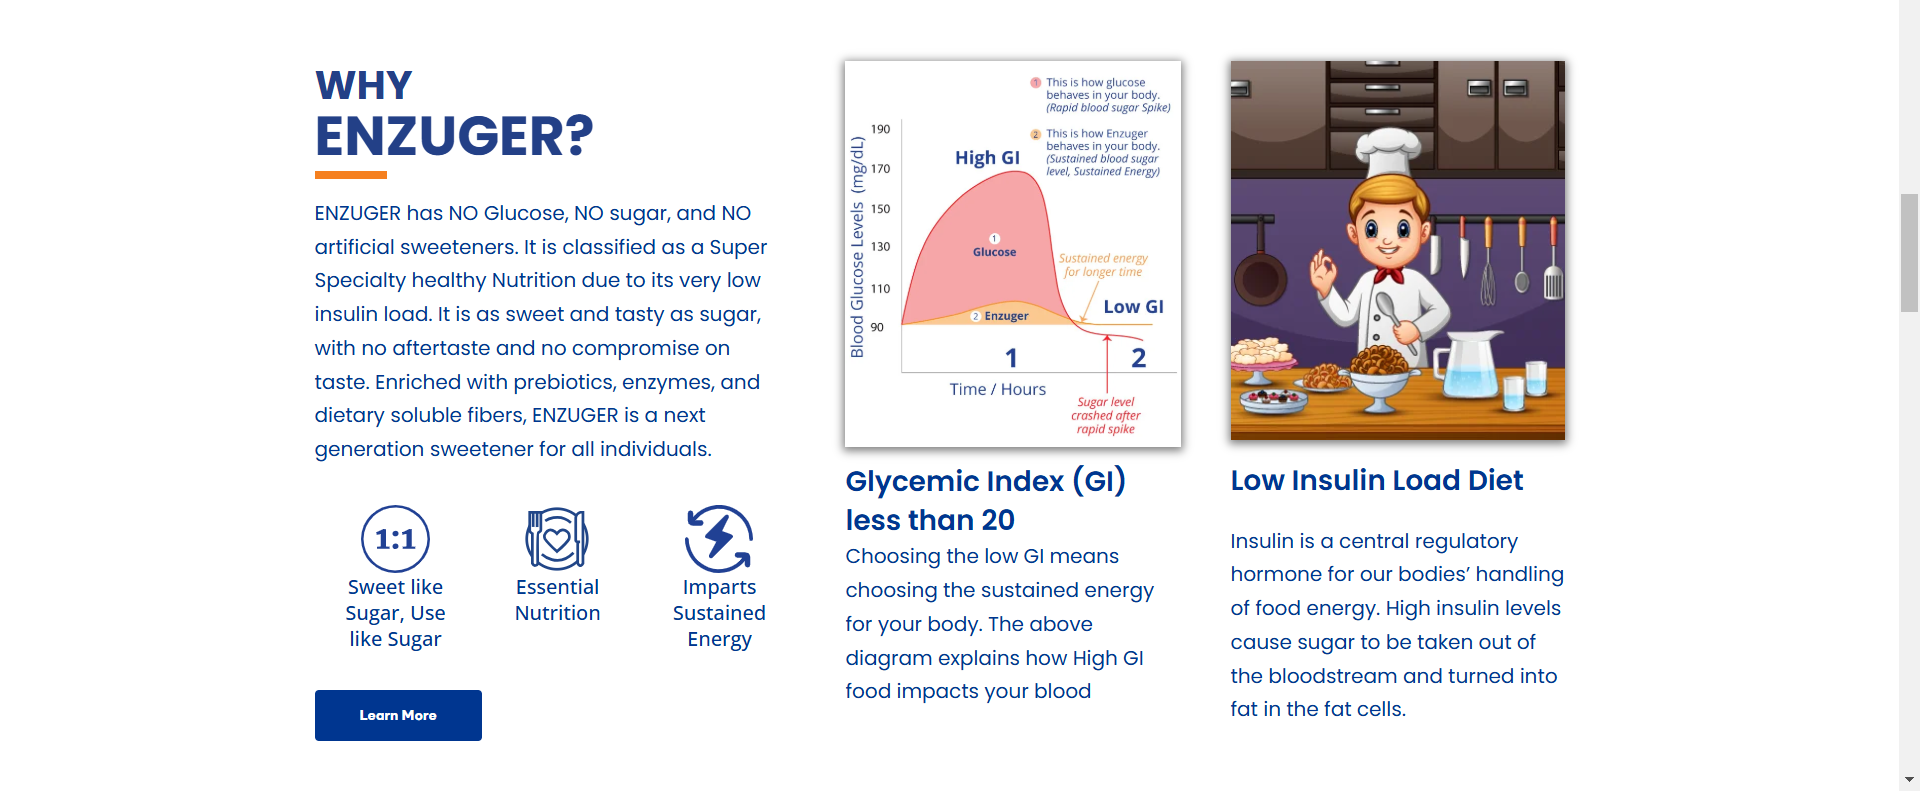 WHY
ENZUGER?
ENZUGER has NO Glucose, NO sugar, and NO
artificial sweeteners. It is classified as a Super
Specialty healthy Nutrition due to its very low
insulin load. It is as sweet and tasty as sugar,
with no aftertaste and no compromise on
taste. Enriched with prebiotics, enzymes, and
dietary soluble fibers, ENZUGER is a next
generation sweetener for all individuals.
1:1
Sweet like
Sugar, Use
like Sugar
Essential
Nutrition
Imparts
Sustained
Energy
Learn More
1 This is how glucose
behaves in your body.
(Rapid blood sugar Spike)
2 This is how Enzuger
behaves in your body.
(Sustained blood sugar
level, Sustained Energy)
Blood Glucose Levels (mg/dL)
190
170
150
130
110
90
High GI
1
Glucose
Sustained energy
for longer time
Low GI
2 Enzuger
1
2
Time / Hours
Sugar level
crashed after
rapid spike
Glycemic Index (GI)
less than 20
Choosing the low GI means
choosing the sustained energy
for your body. The above
diagram explains how High GI
food impacts your blood
Low Insulin Load Diet
Insulin is a central regulatory
hormone for our bodies’ handling
of food energy. High insulin levels
cause sugar to be taken out of
the bloodstream and turned into
fat in the fat cells.